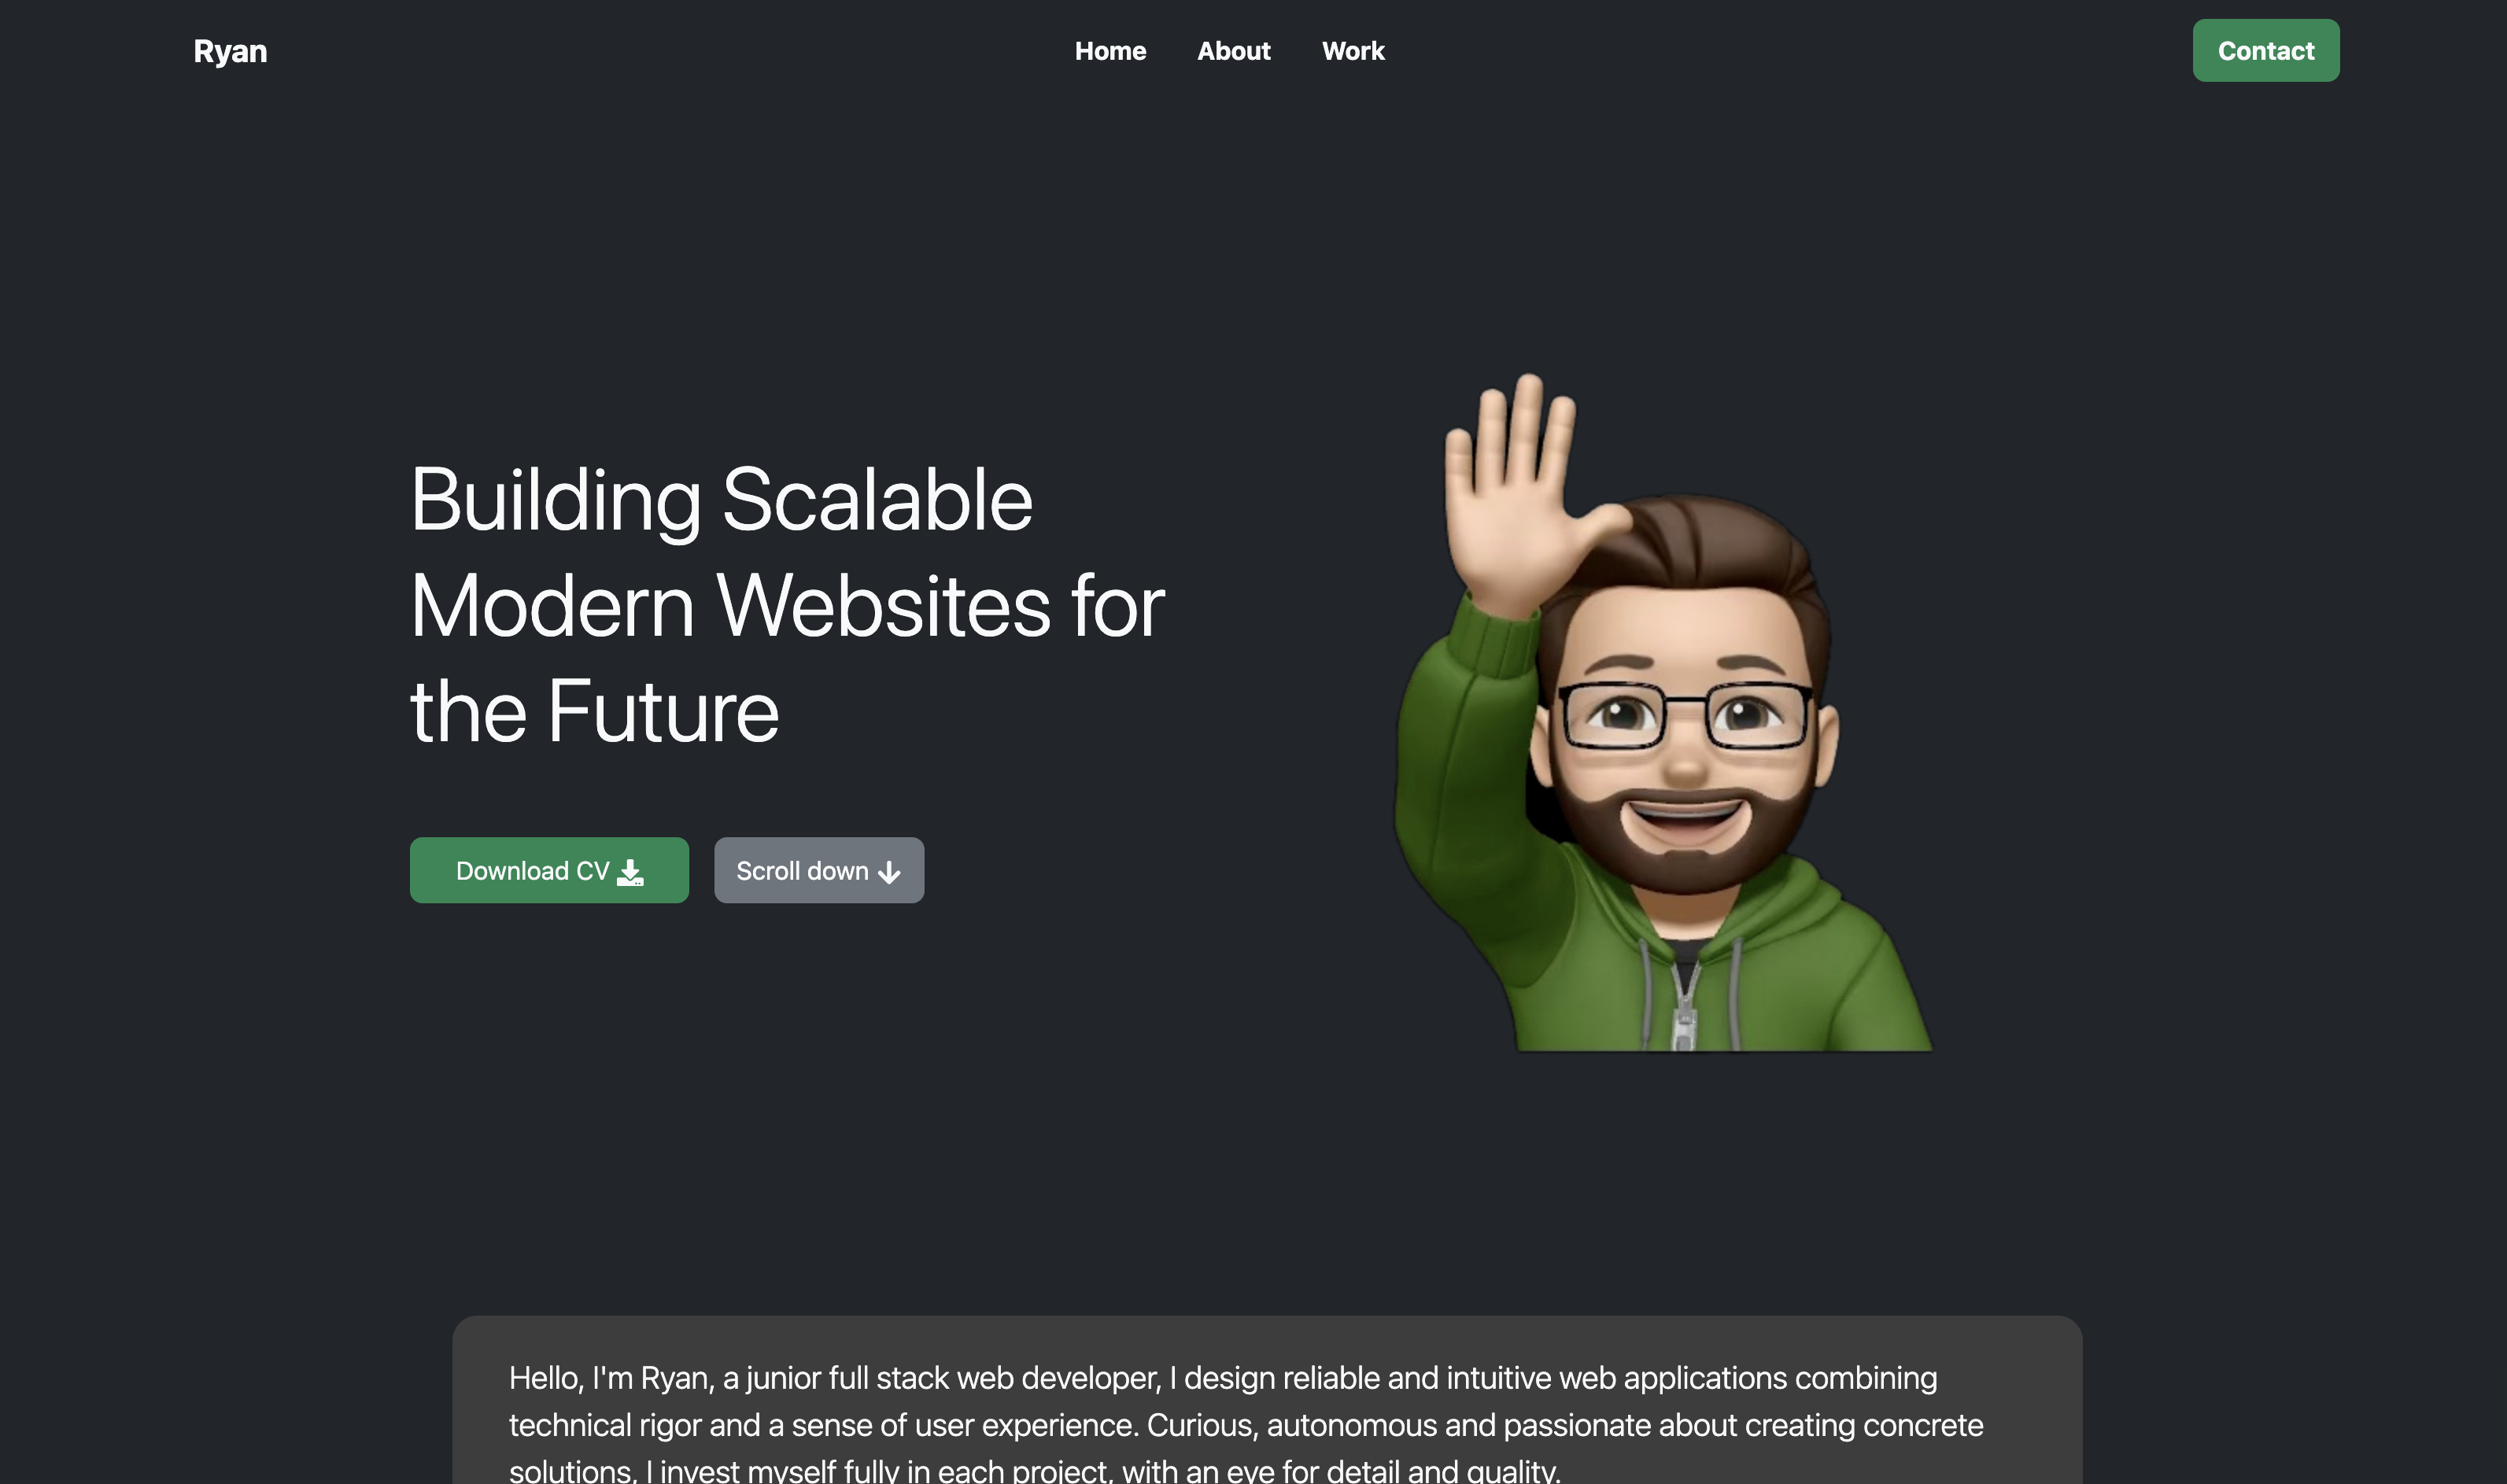 Ryan
Home About Work
Contact
Building Scalable
Modern Websites for
the Future
Download CV
Scroll down
Hello, I'm Ryan, a junior full stack web developer, I design reliable and intuitive web applications combining
technical rigor and a sense of user experience. Curious, autonomous and passionate about creating concrete
solutions, I invest myself fully in each project, with an eye for detail and quality.